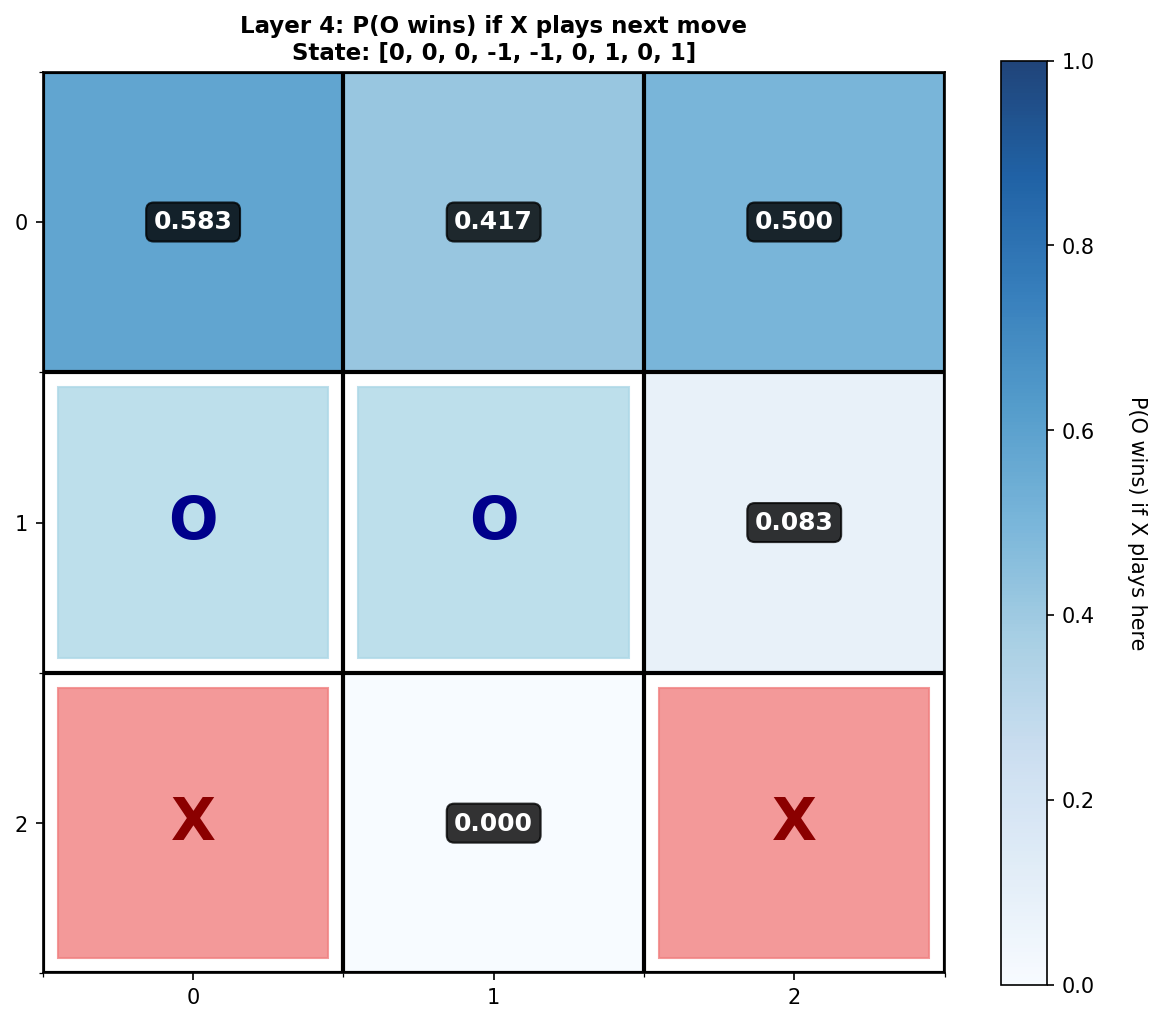 Layer 4: P(O wins) if X plays next move
State: [0, 0, 0, -1, -1, 0, 1, 0, 1]
0
0.583
0.417
0.500
1
O
O
0.083
2
X
0.000
X
0
1
2
1.0
0.8
0.6
0.4
0.2
0.0
P(O wins) if X plays here